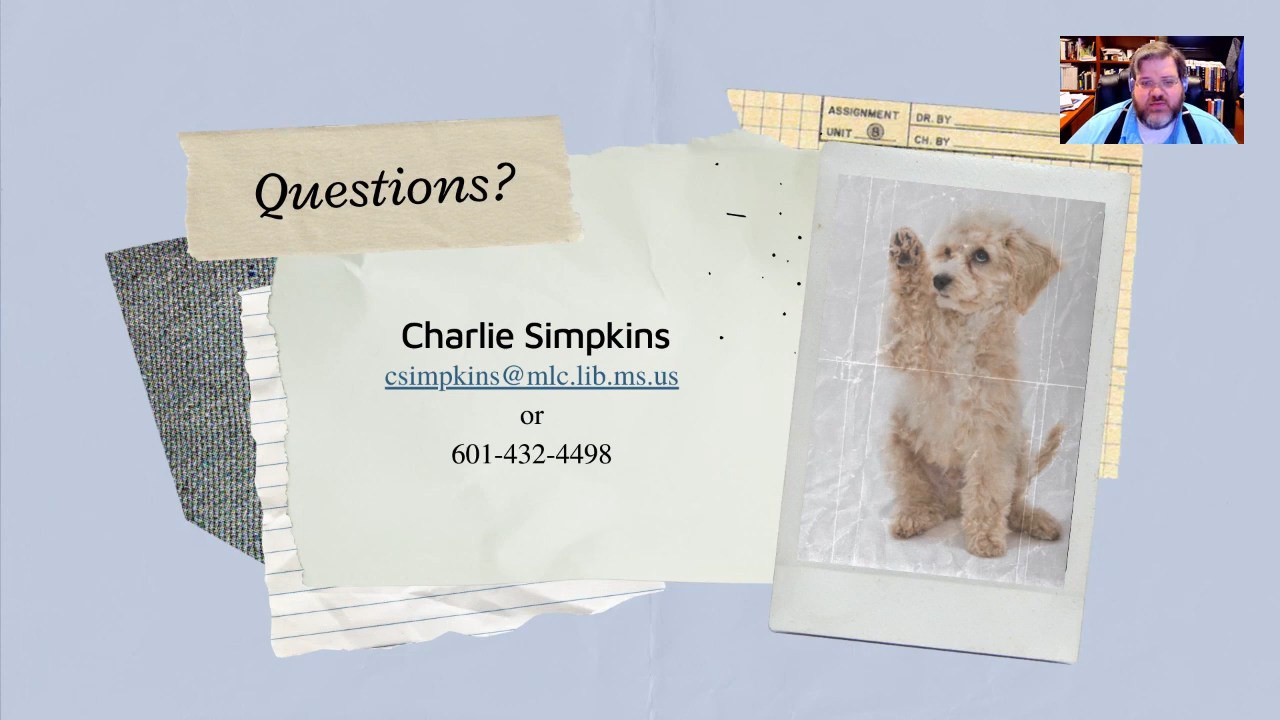 Questions?
ASSIGNMENT
UNIT 8
DR. BY
CH. BY
Charlie Simpkins
csimpkins@mlc.lib.ms.us
or
601-432-4498